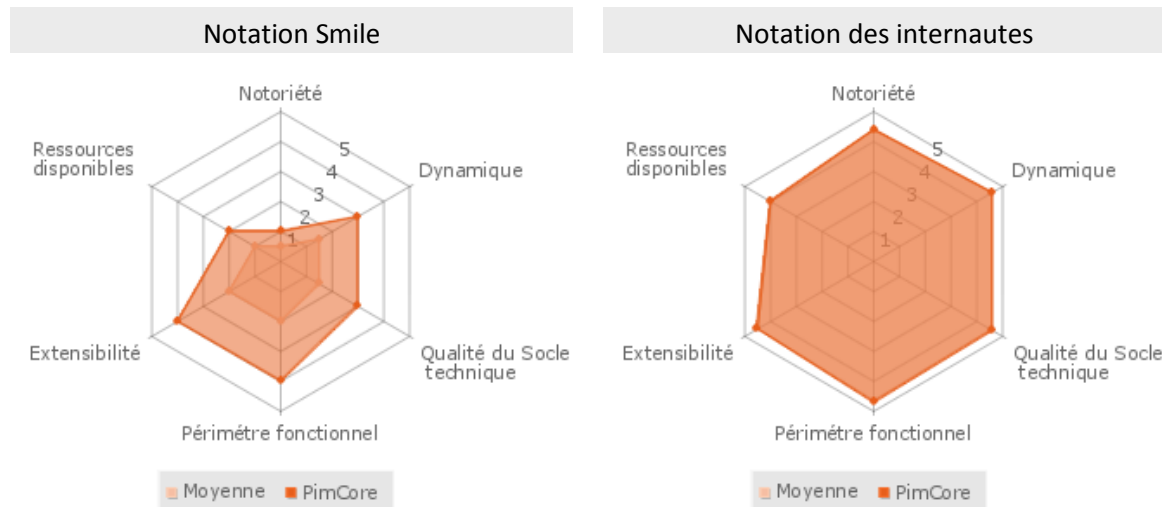 Notation Smile
Notoriété
Ressources
disponibles
5
Dynamique
4
3
2
1
Extensibilité
Qualité du Socle
technique
Périmétre fonctionnel
Moyenne PimCore
Notation des internautes
Notoriété
Ressources
disponibles
5
Dynamique
4
3
2
1
Extensibilité
Qualité du Socle
technique
Périmétre fonctionnel
Moyenne PimCore